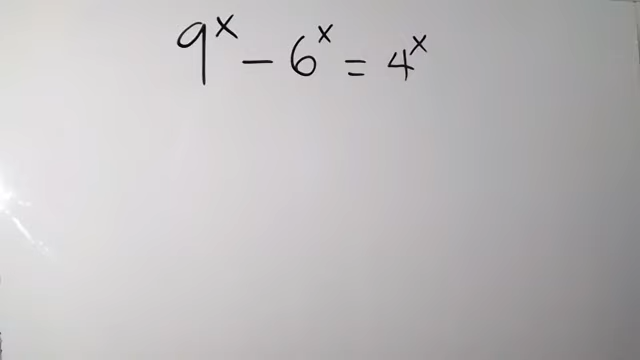 9^x - 6^x = 4^x